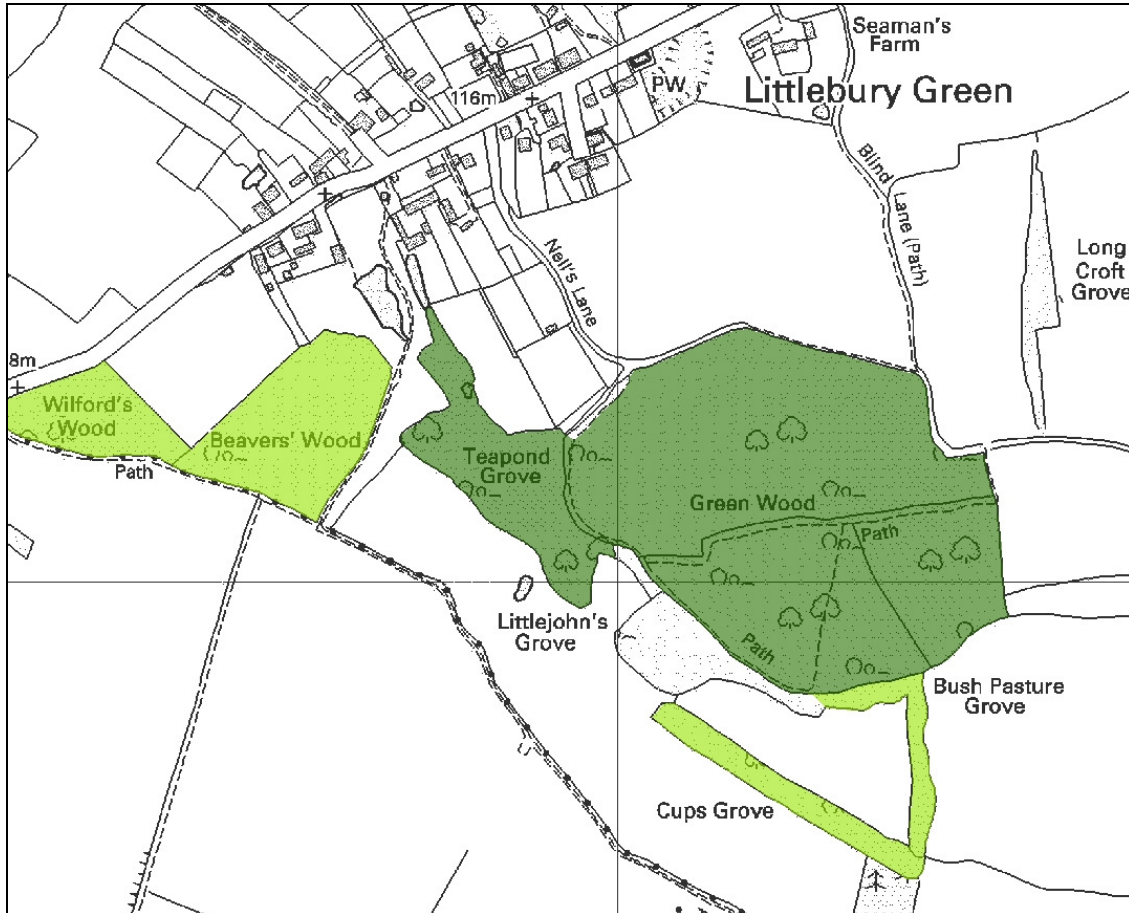 Seaman's
Farm
116m
PW
Littlebury Green
Blind
Lane (Path)
Long
Croft
Grove
Nell's Lane
8m
Wilford's
Wood
Beavers' Wood
Path
Teapond
Grove
Green Wood
Path
Littlejohn's
Grove
Path
Bush Pasture
Grove
Cups Grove